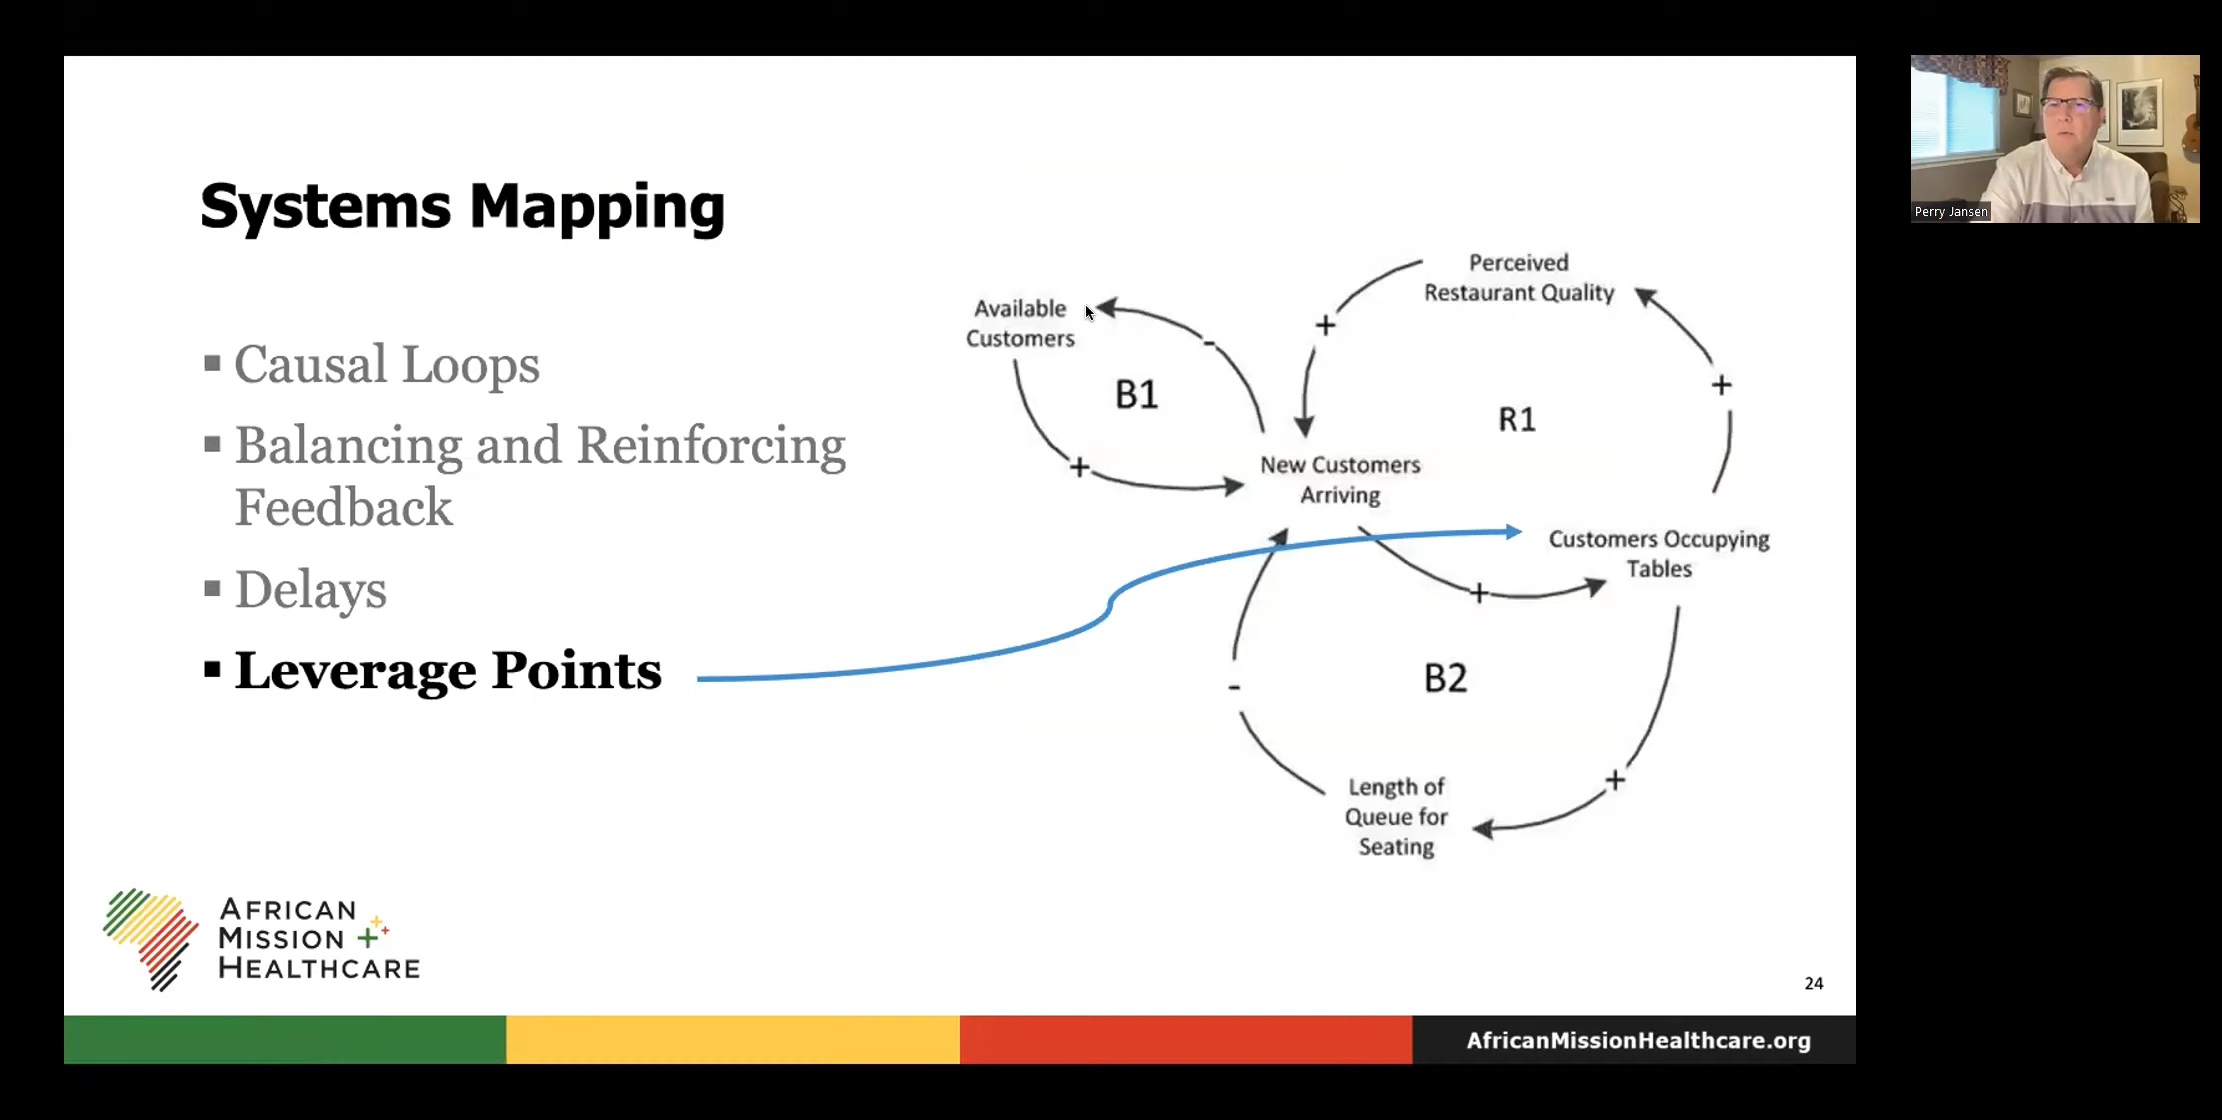 Systems Mapping
▪ Causal Loops
▪ Balancing and Reinforcing
Feedback
▪ Delays
▪ Leverage Points
Available
Customers
B1
-
+
Perceived
Restaurant Quality
+
R1
+
New Customers
Arriving
Customers Occupying
Tables
+
-
B2
+
Length of
Queue for
Seating
AFRICAN
MISSION
HEALTHCARE
24
AfricanMissionHealthcare.org
Perry Jansen